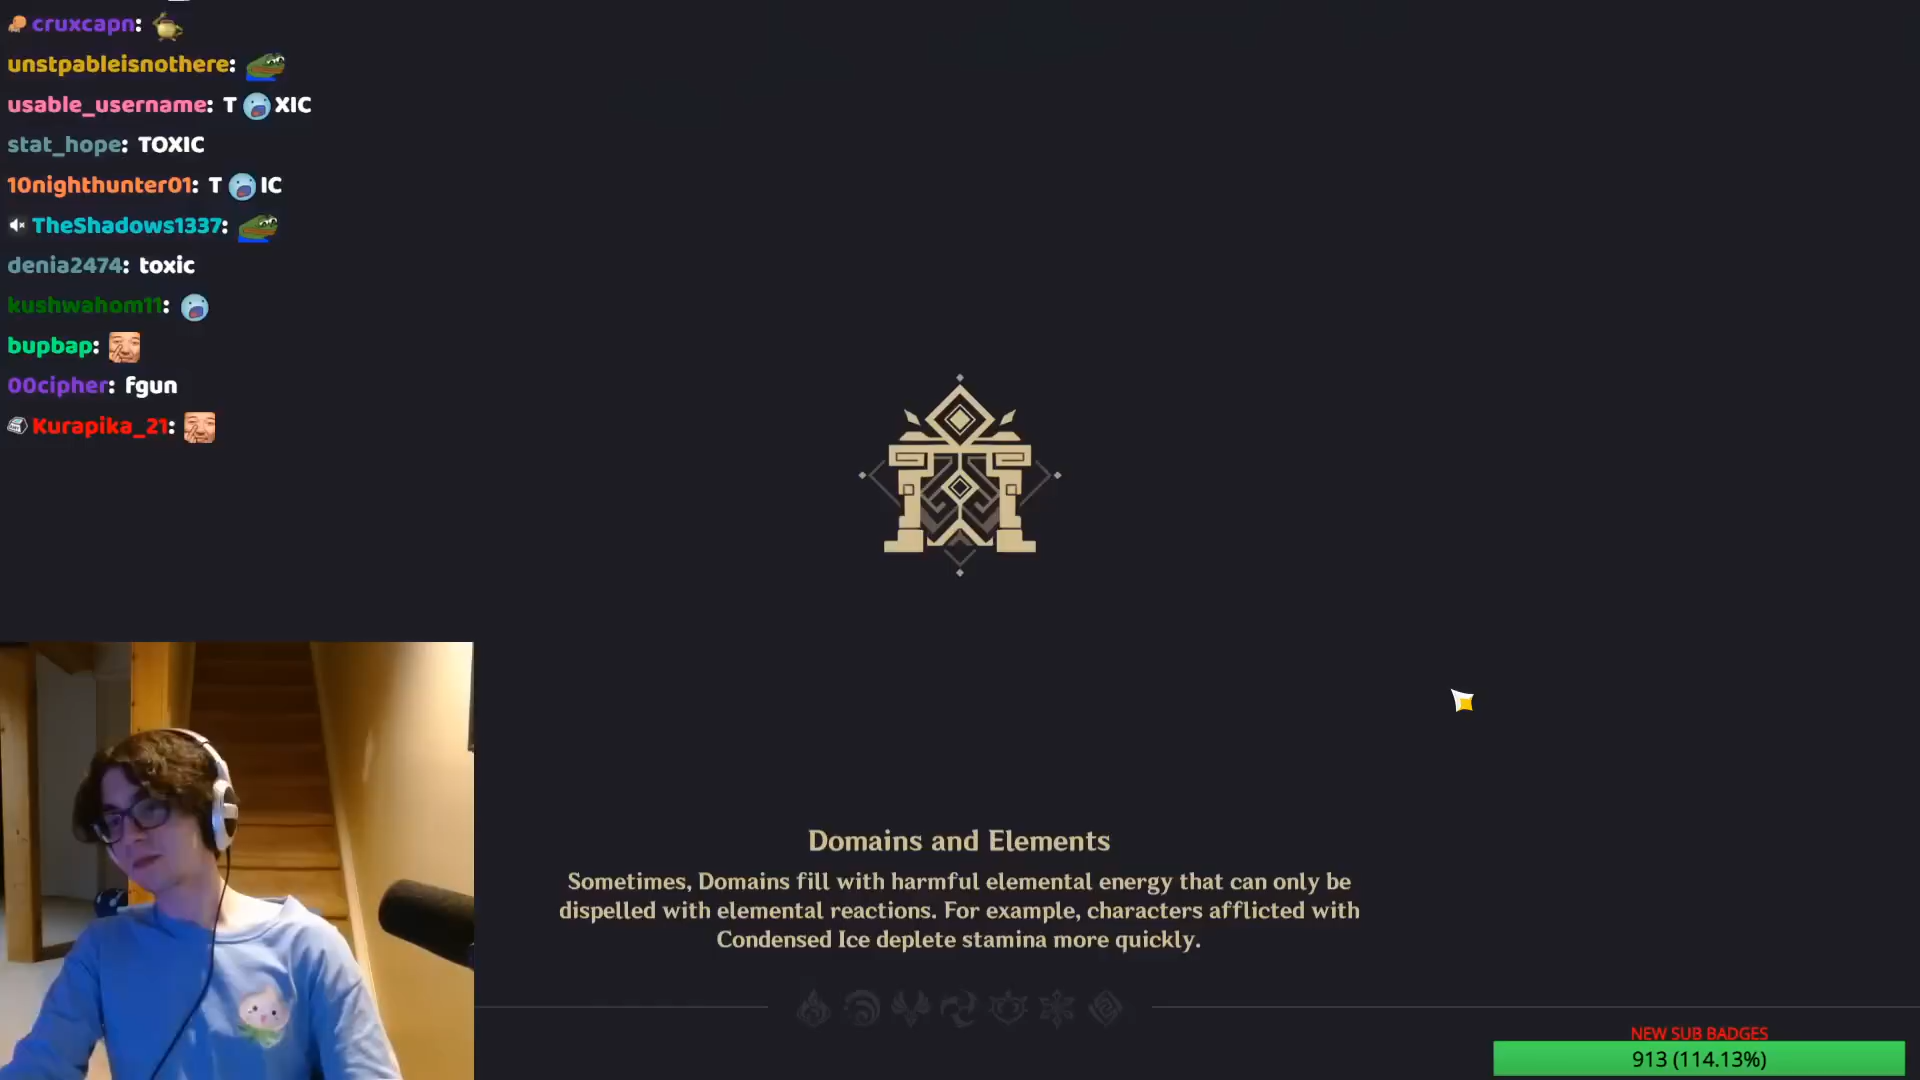 cruxcapn:
unstpableisnothere:
usable_username: T XIC
stat_hope: TOXIC
10nighthunter01: T IC
TheShadows1337:
denia2474: toxic
kushwahom11:
bupbap:
00cipher: fgun
Kurapika_21:
Domains and Elements
Sometimes, Domains fill with harmful elemental energy that can only be
dispelled with elemental reactions. For example, characters afflicted with
Condensed Ice deplete stamina more quickly.
NEW SUB BADGES
913 (114.13%)